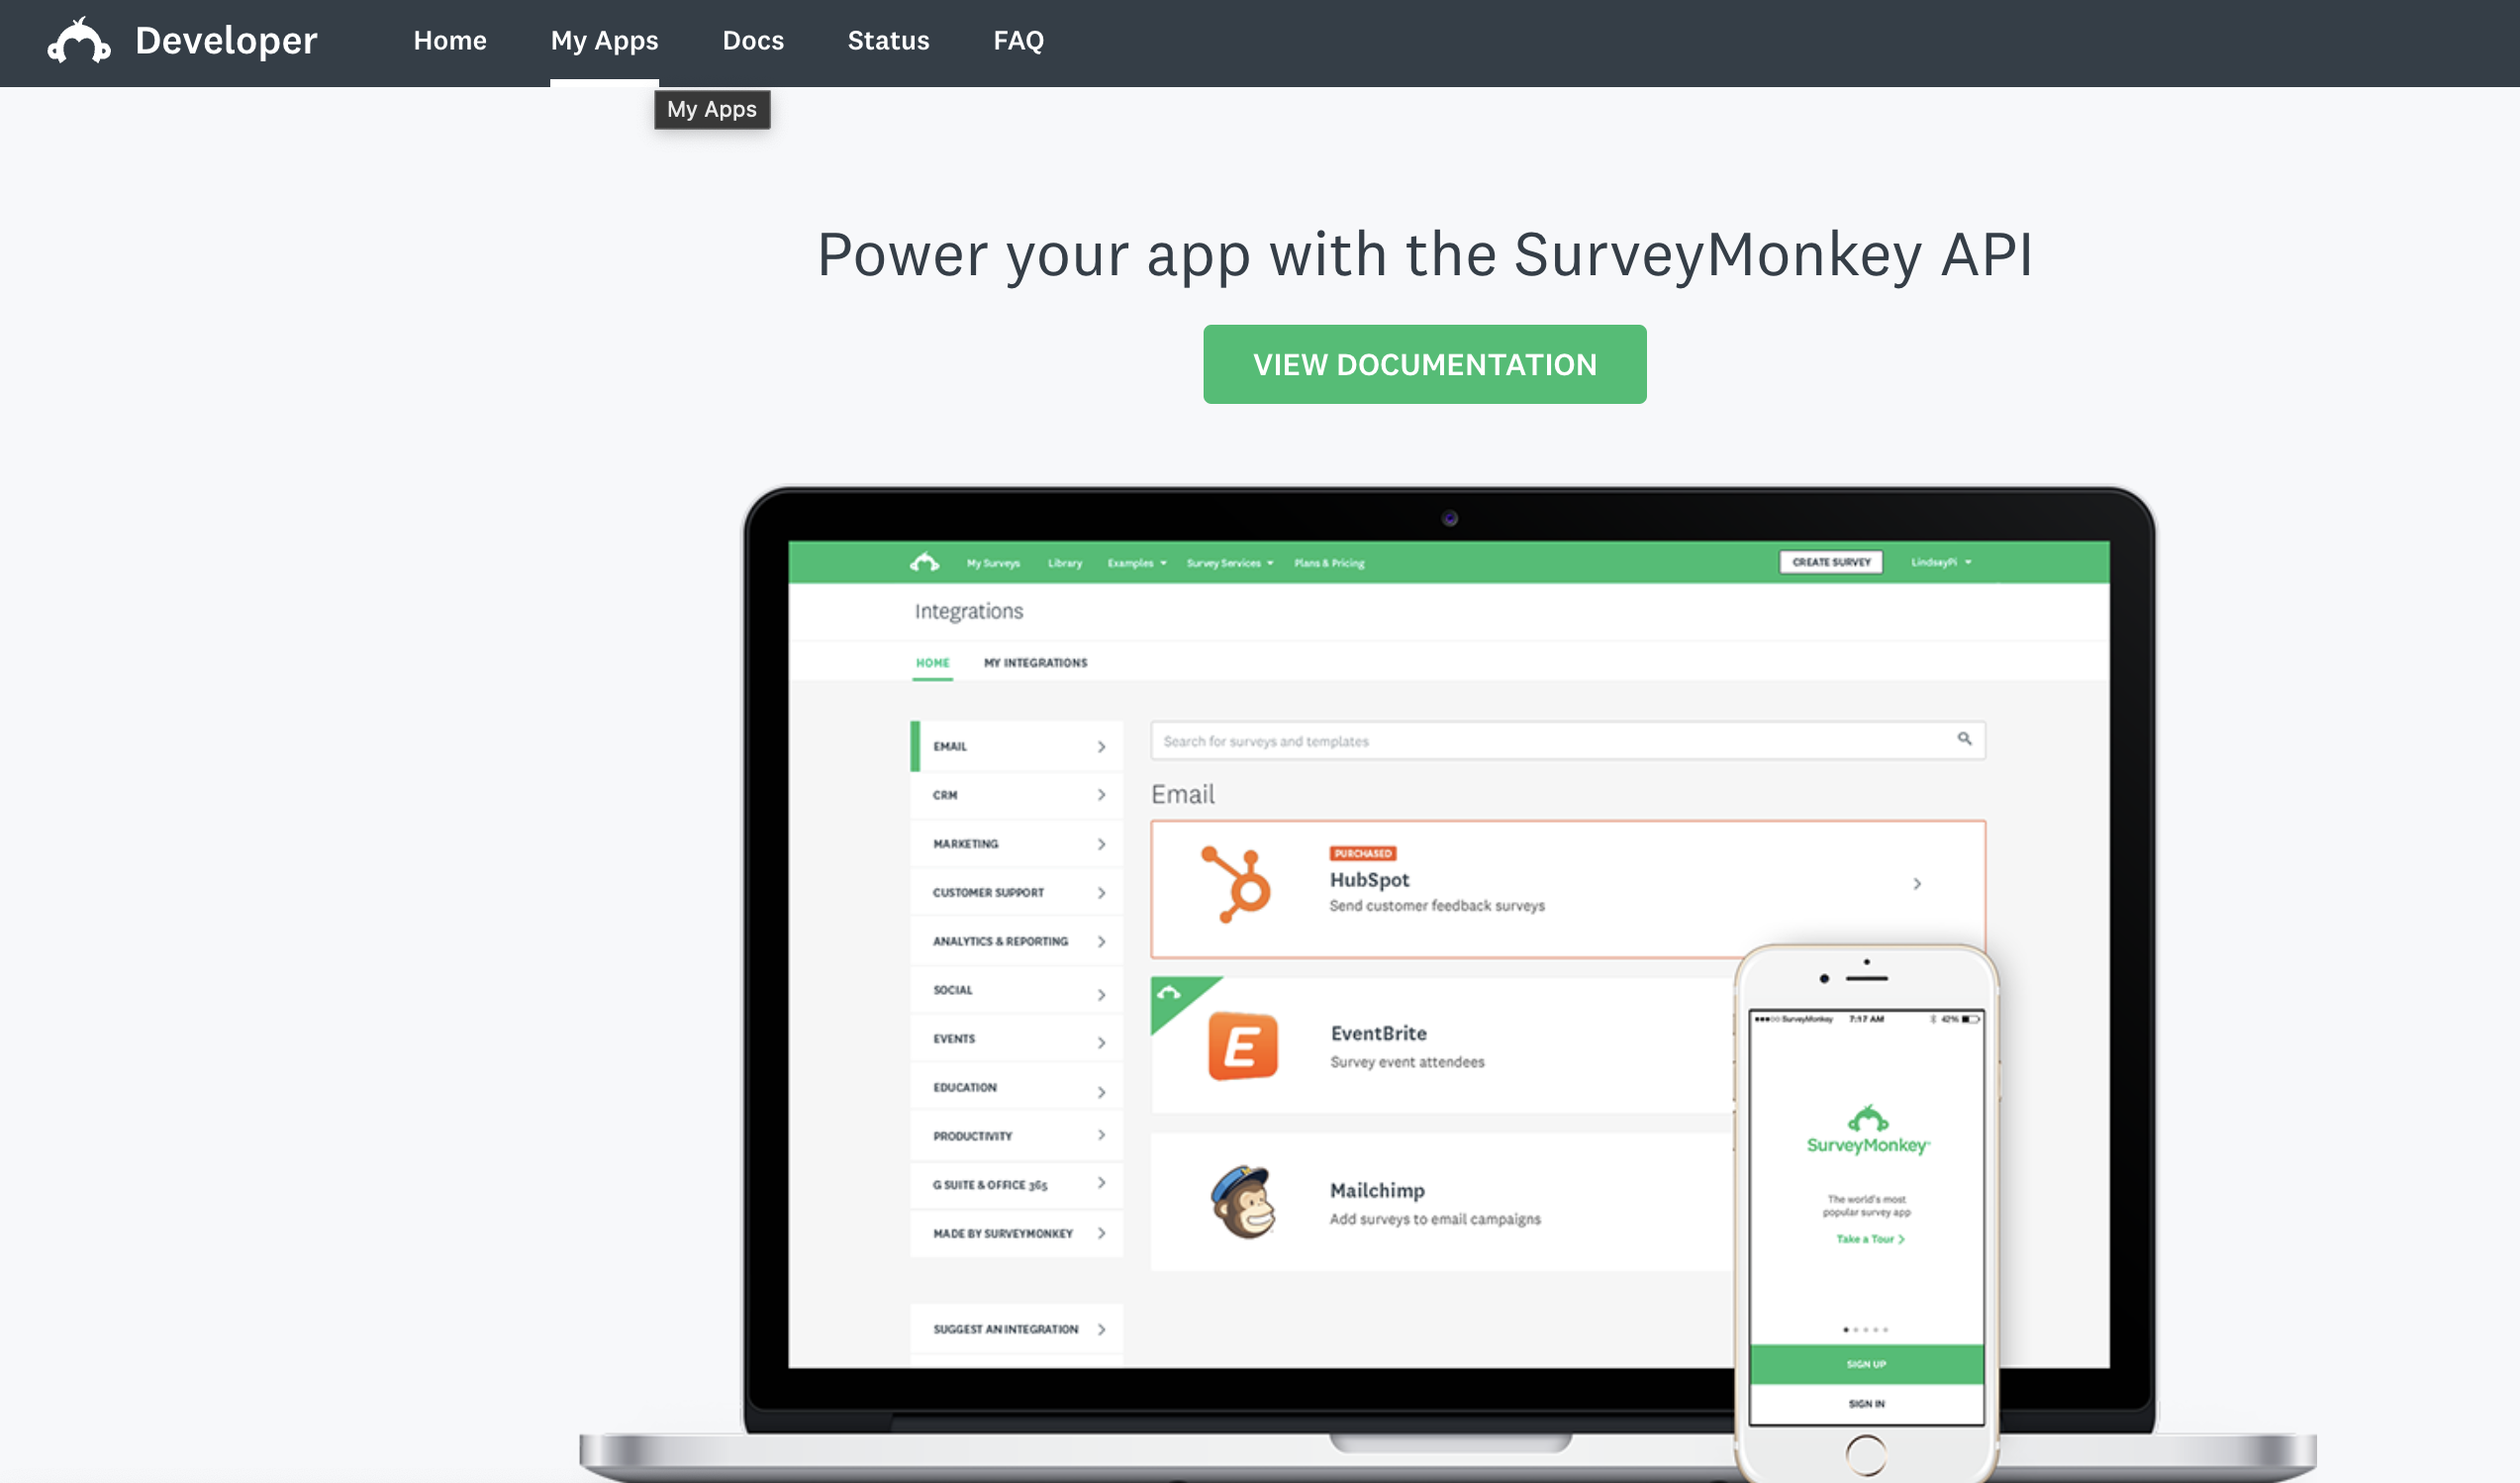 Developer
Home
My Apps
Docs
Status
FAQ
My Apps
Power your app with the SurveyMonkey API
VIEW DOCUMENTATION
My Surveys
Library
Examples
Survey Services
Plans & Pricing
CREATE SURVEY
LindsayPi
Integrations
HOME
MY INTEGRATIONS
EMAIL
CRM
MARKETING
CUSTOMER SUPPORT
ANALYTICS & REPORTING
SOCIAL
EVENTS
EDUCATION
PRODUCTIVITY
G SUITE & OFFICE 365
MADE BY SURVEYMONKEY
SUGGEST AN INTEGRATION
Search for surveys and templates
Email
PURCHASED
HubSpot
Send customer feedback surveys
E
EventBrite
Survey event attendees
Mailchimp
Add surveys to email campaigns
SurveyMonkey
7:17 AM
42%
SurveyMonkey
The world's most
popular survey app
Take a Tour
SIGN UP
SIGN IN